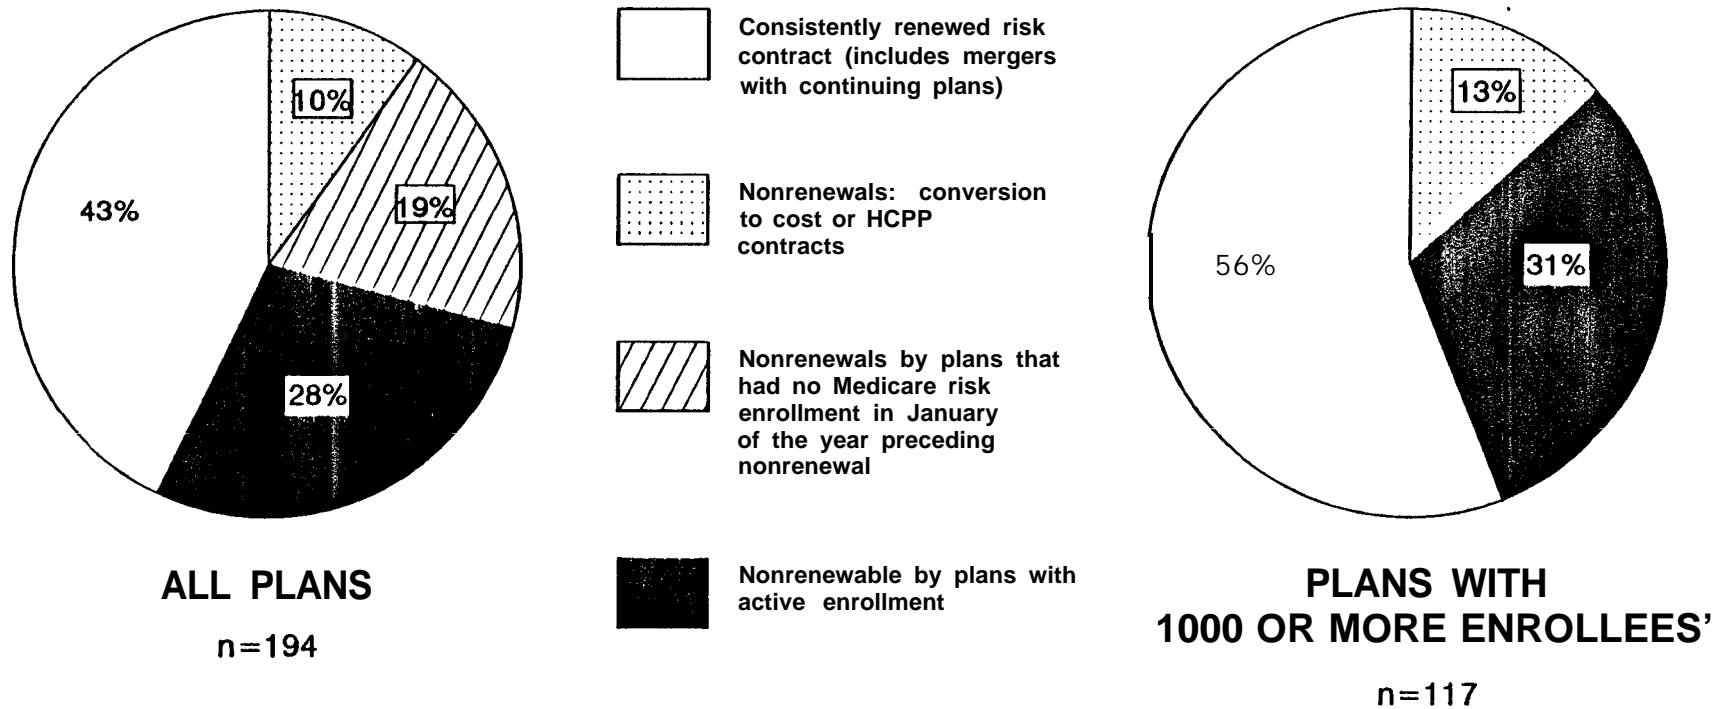 10%
19%
43%
28%
ALL PLANS
n=194
Consistently renewed risk
contract (includes mergers
with continuing plans)
Nonrenewals: conversion
to cost or HCPP
contracts
Nonrenewals by plans that
had no Medicare risk
enrollment in January
of the year preceding
nonrenewal
Nonrenewable by plans with
active enrollment
13%
56%
31%
PLANS WITH
1000 OR MORE ENROLLEES'
n=117